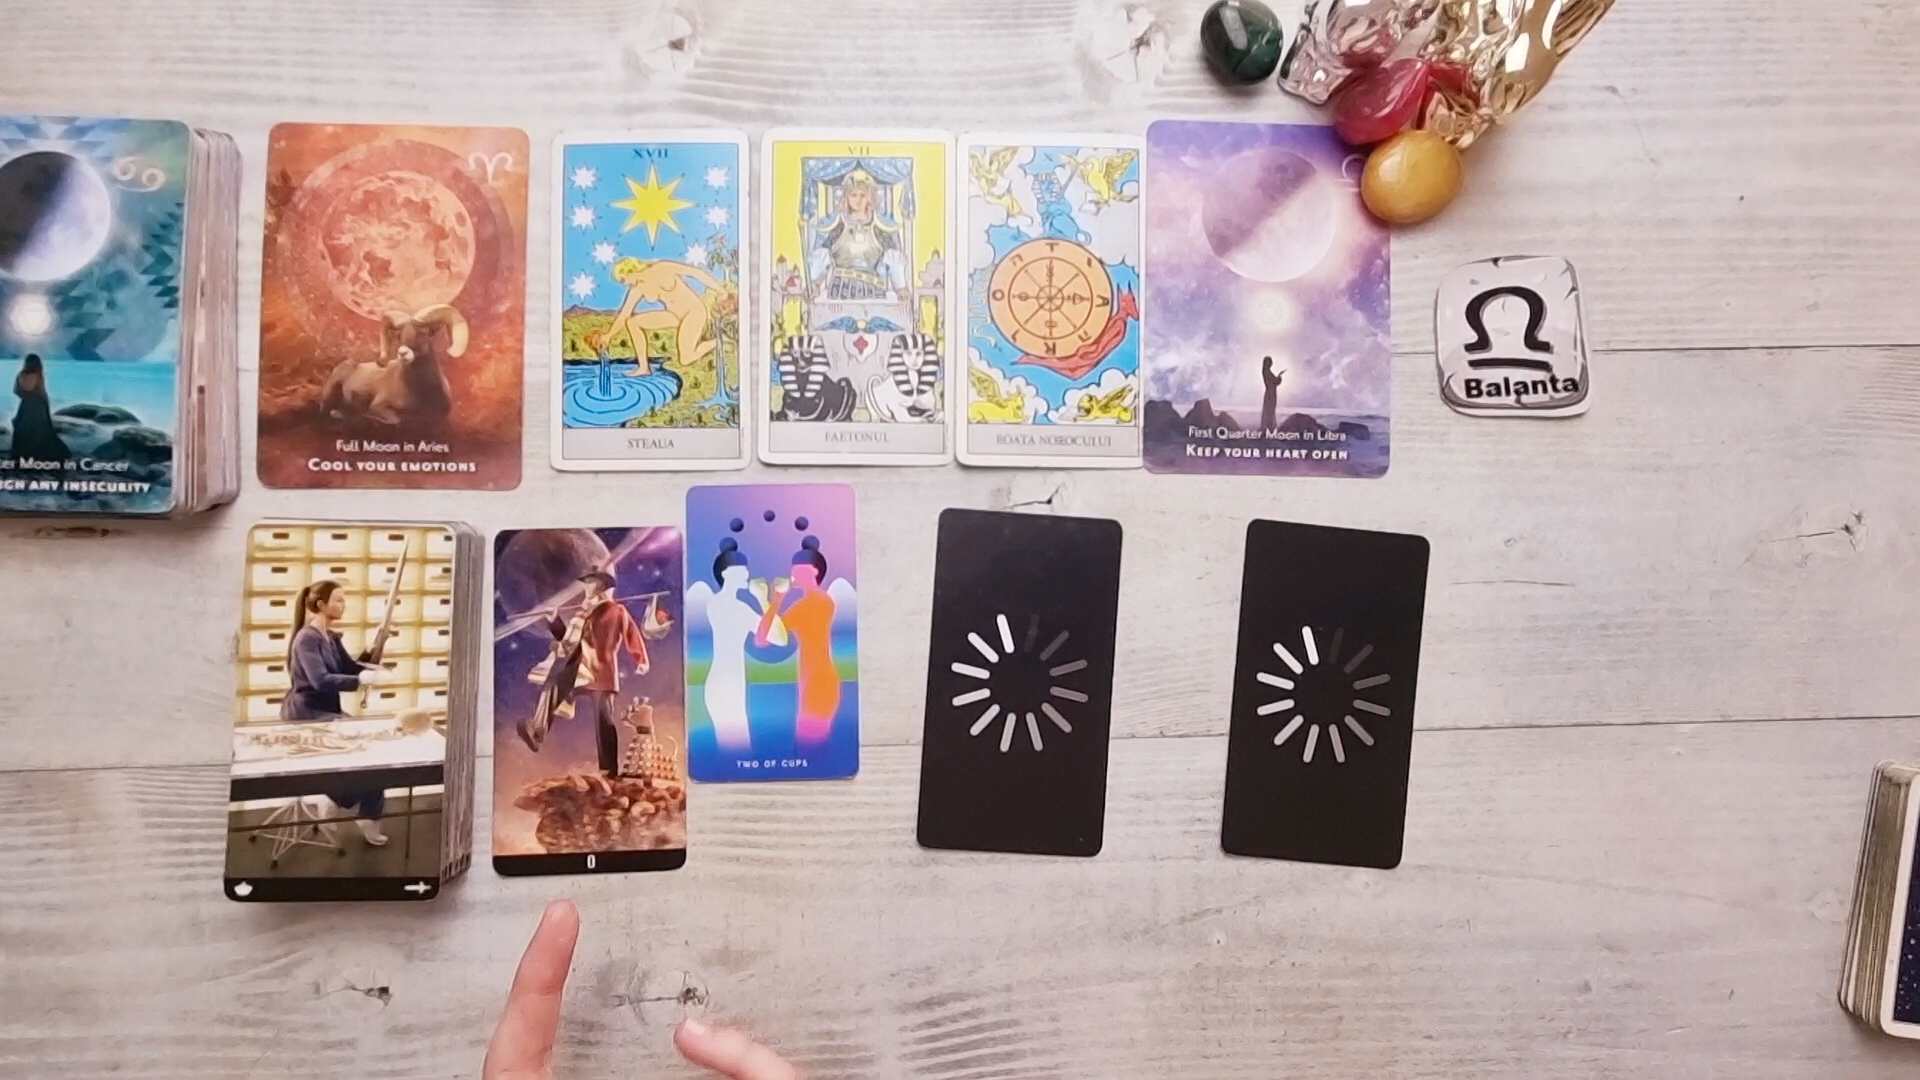 ter Moon in Cancer
GH ANY INSECURITY
Full Moon in Aries
COOL YOUR EMOTIONS
XVII
STEAUA
VII
FAETONUL
X
ROATA NOROCULUI
First Quarter Moon in Libra
KEEP YOUR HEART OPEN
Balanta
0
TWO OF CUPS